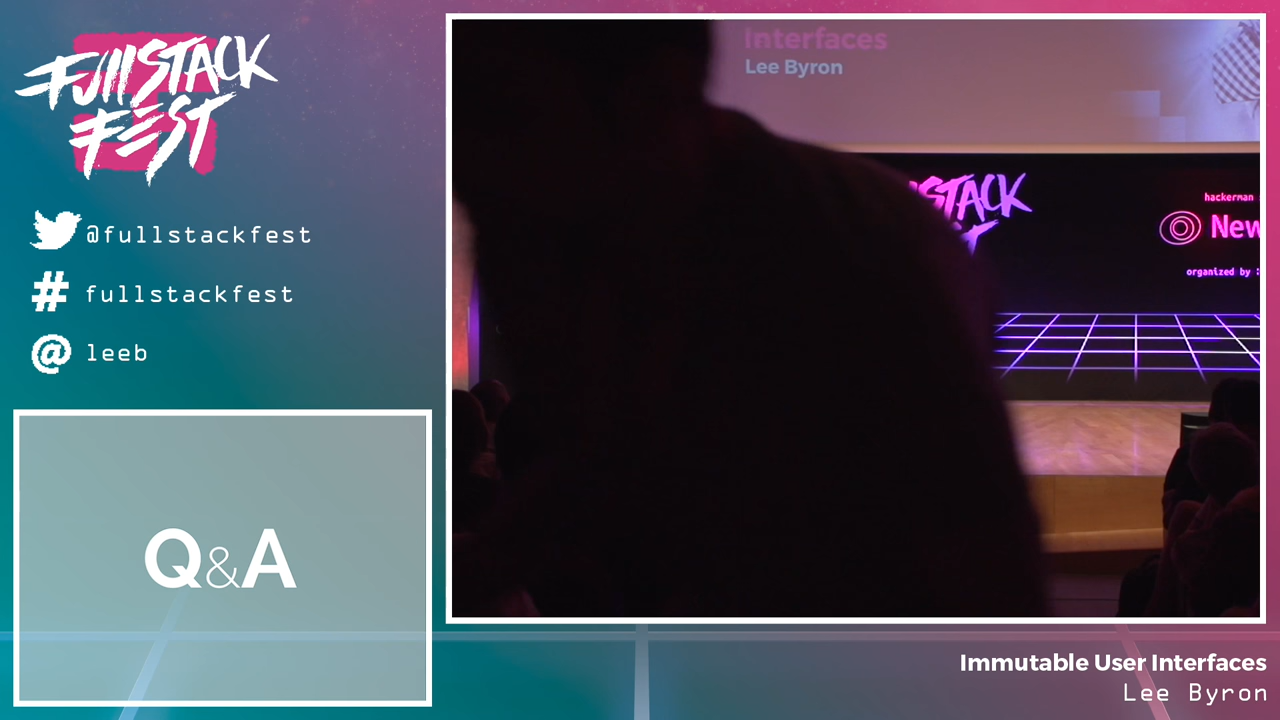 FullSTACK
FEST
@fullstackfest
# fullstackfest
@ leeb
Q&A
Interfaces
Lee Byron
STACK
hackerman
New
organized by :
Immutable User Interfaces
Lee Byron